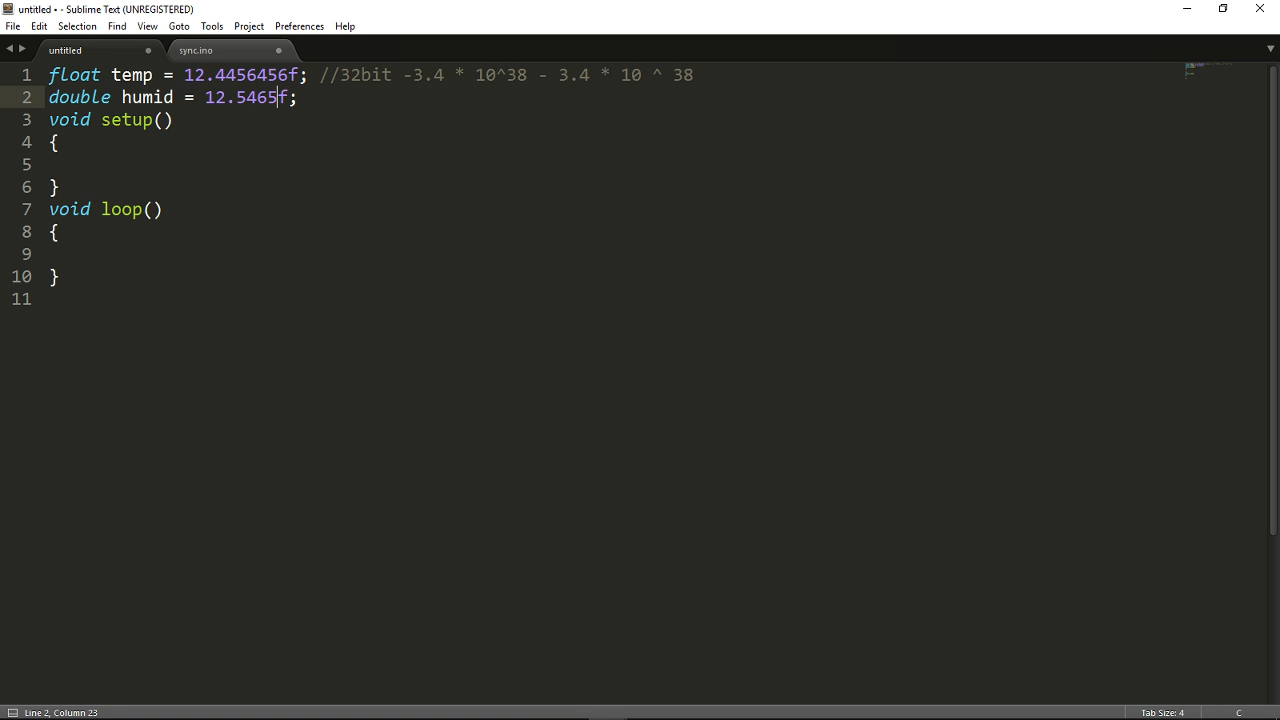 untitled • - Sublime Text (UNREGISTERED)
File Edit Selection Find View Goto Tools Project Preferences Help
untitled sync.ino
1 float temp = 12.4456456f; //32bit -3.4 * 10^38 - 3.4 * 10 ^ 38
2 double humid = 12.5465f;
3 void setup()
4 {
5
6 }
7 void loop()
8 {
9
10 }
11
Line 2, Column 23 Tab Size: 4 C